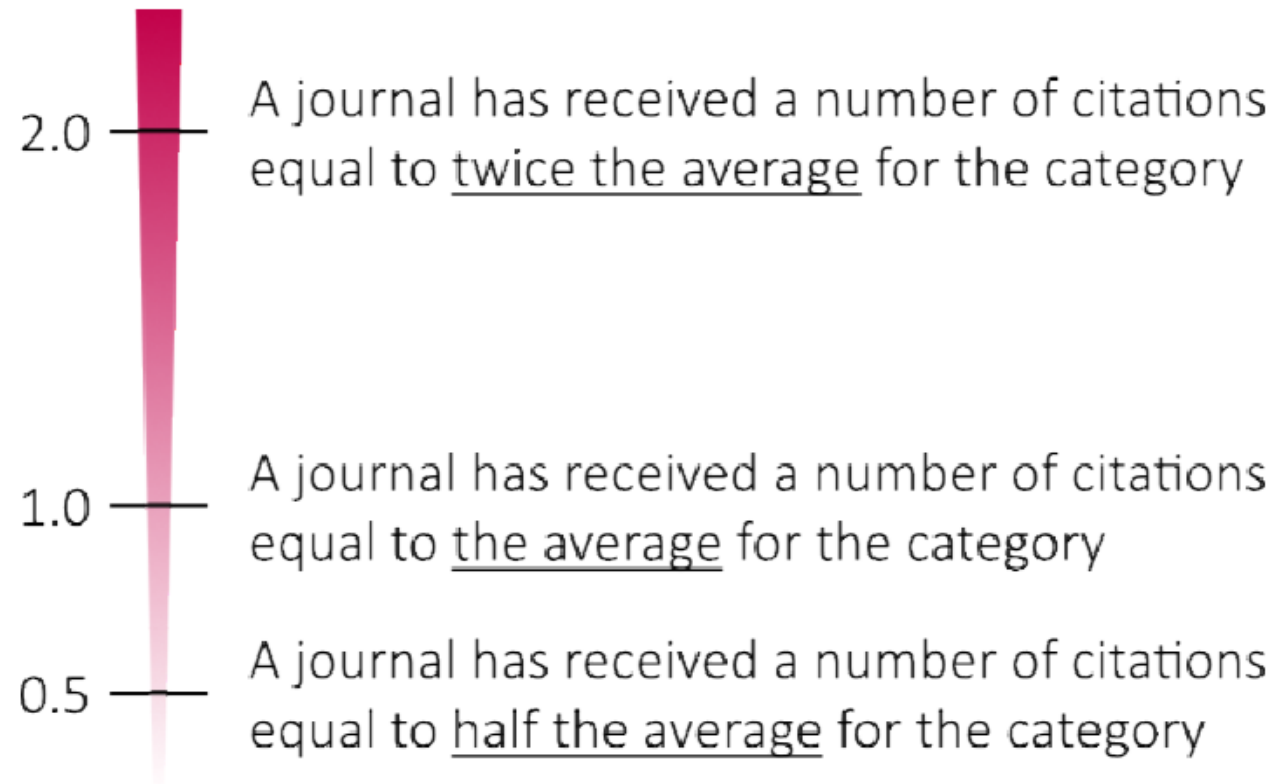 A journal has received a number of citations
2.0 equal to twice the average for the category
A journal has received a number of citations
1.0 equal to the average for the category
A journal has received a number of citations
0.5 equal to half the average for the category